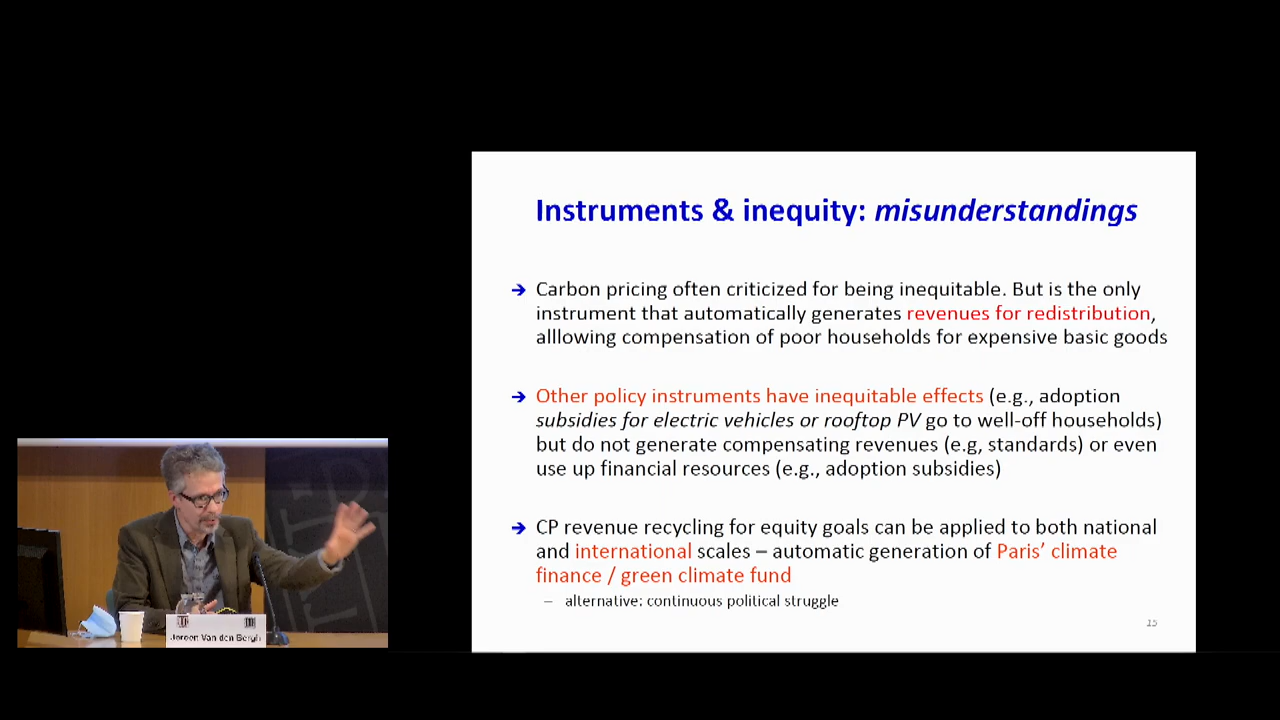 Instruments & inequity: misunderstandings
Carbon pricing often criticized for being inequitable. But is the only
instrument that automatically generates revenues for redistribution,
alllowing compensation of poor households for expensive basic goods
Other policy instruments have inequitable effects (e.g., adoption
subsidies for electric vehicles or rooftop PV go to well-off households)
but do not generate compensating revenues (e.g, standards) or even
use up financial resources (e.g., adoption subsidies)
CP revenue recycling for equity goals can be applied to both national
and international scales – automatic generation of Paris’ climate
finance / green climate fund
– alternative: continuous political struggle
15
Jeroen Van den Bergh